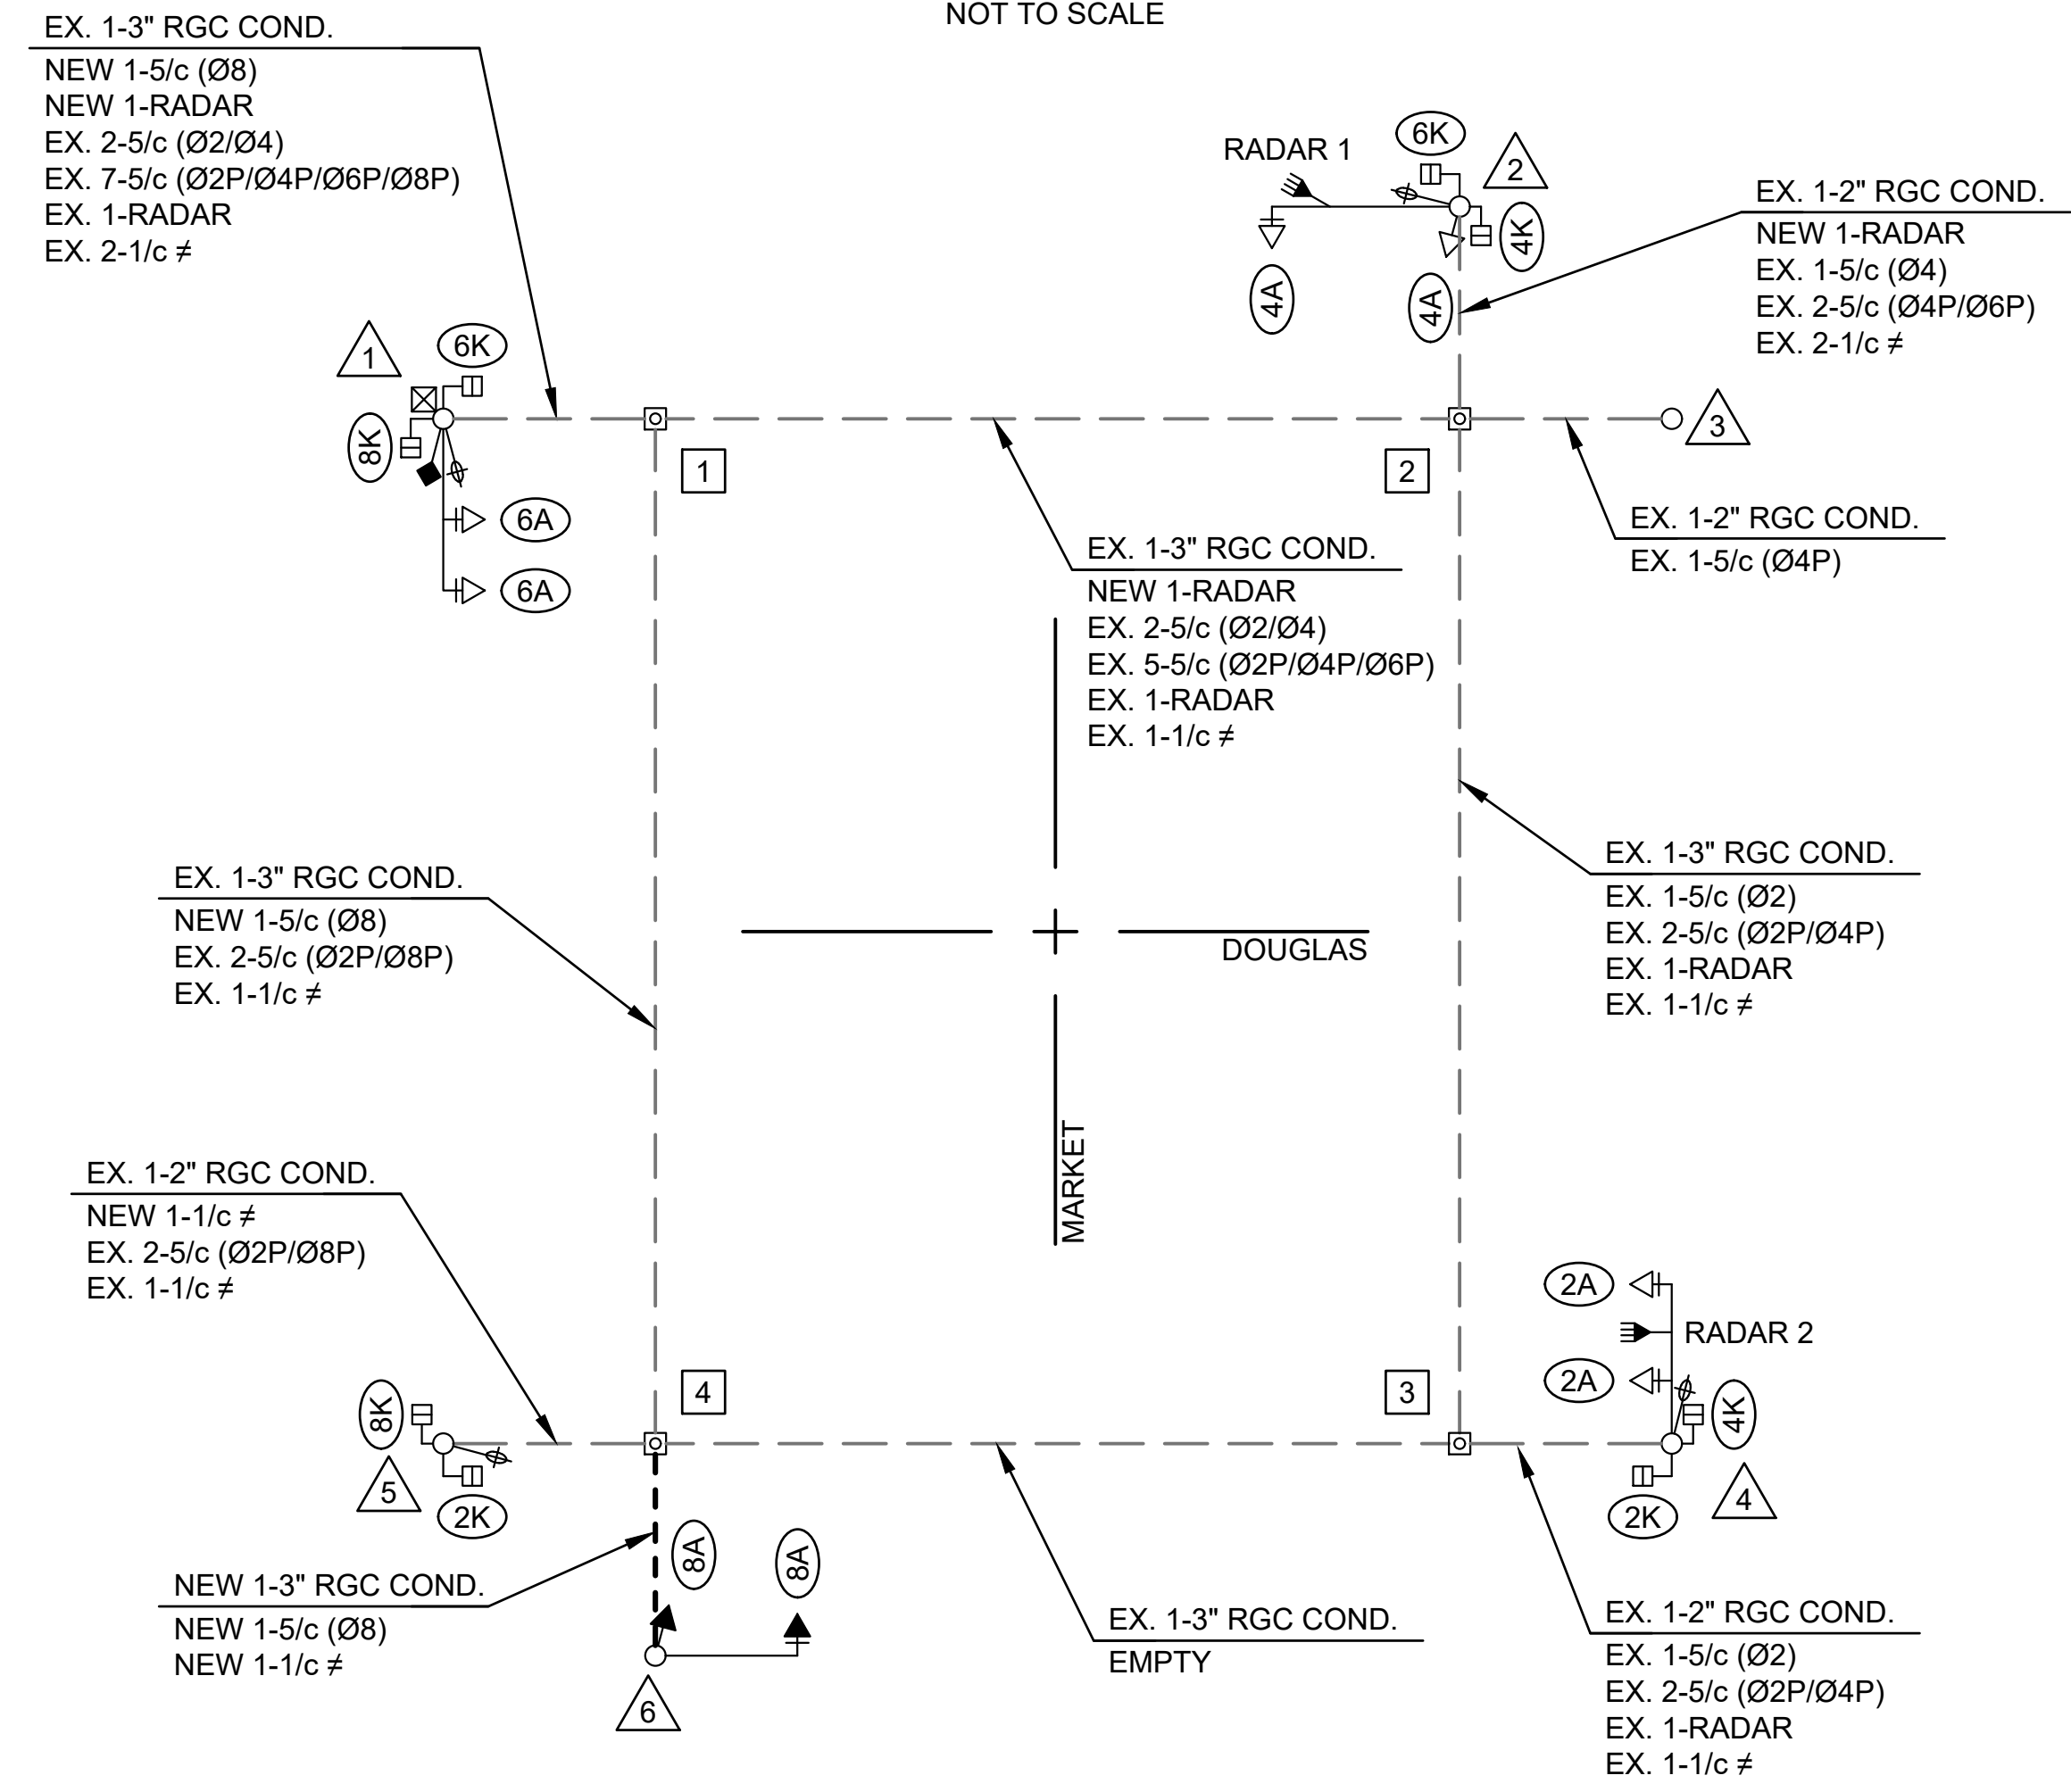 NOT TO SCALE
EX. 1-3" RGC COND.
NEW 1-5/c (Ø8)
NEW 1-RADAR
EX. 2-5/c (Ø2/Ø4)
EX. 7-5/c (Ø2P/Ø4P/Ø6P/Ø8P)
EX. 1-RADAR
EX. 2-1/c ≠
RADAR 1
6K
2
4K
4A
4A
EX. 1-2" RGC COND.
NEW 1-RADAR
EX. 1-5/c (Ø4)
EX. 2-5/c (Ø4P/Ø6P)
EX. 2-1/c ≠
1
6K
8K
6A
6A
1
2
3
EX. 1-2" RGC COND.
EX. 1-5/c (Ø4P)
EX. 1-3" RGC COND.
NEW 1-RADAR
EX. 2-5/c (Ø2/Ø4)
EX. 5-5/c (Ø2P/Ø4P/Ø6P)
EX. 1-RADAR
EX. 1-1/c ≠
EX. 1-3" RGC COND.
NEW 1-5/c (Ø8)
EX. 2-5/c (Ø2P/Ø8P)
EX. 1-1/c ≠
DOUGLAS
MARKET
EX. 1-3" RGC COND.
EX. 1-5/c (Ø2)
EX. 2-5/c (Ø2P/Ø4P)
EX. 1-RADAR
EX. 1-1/c ≠
EX. 1-2" RGC COND.
NEW 1-1/c ≠
EX. 2-5/c (Ø2P/Ø8P)
EX. 1-1/c ≠
2A
RADAR 2
2A
4K
2K
4
4
3
8K
5
2K
8A
8A
NEW 1-3" RGC COND.
NEW 1-5/c (Ø8)
NEW 1-1/c ≠
6
EX. 1-3" RGC COND.
EMPTY
EX. 1-2" RGC COND.
EX. 1-5/c (Ø2)
EX. 2-5/c (Ø2P/Ø4P)
EX. 1-RADAR
EX. 1-1/c ≠